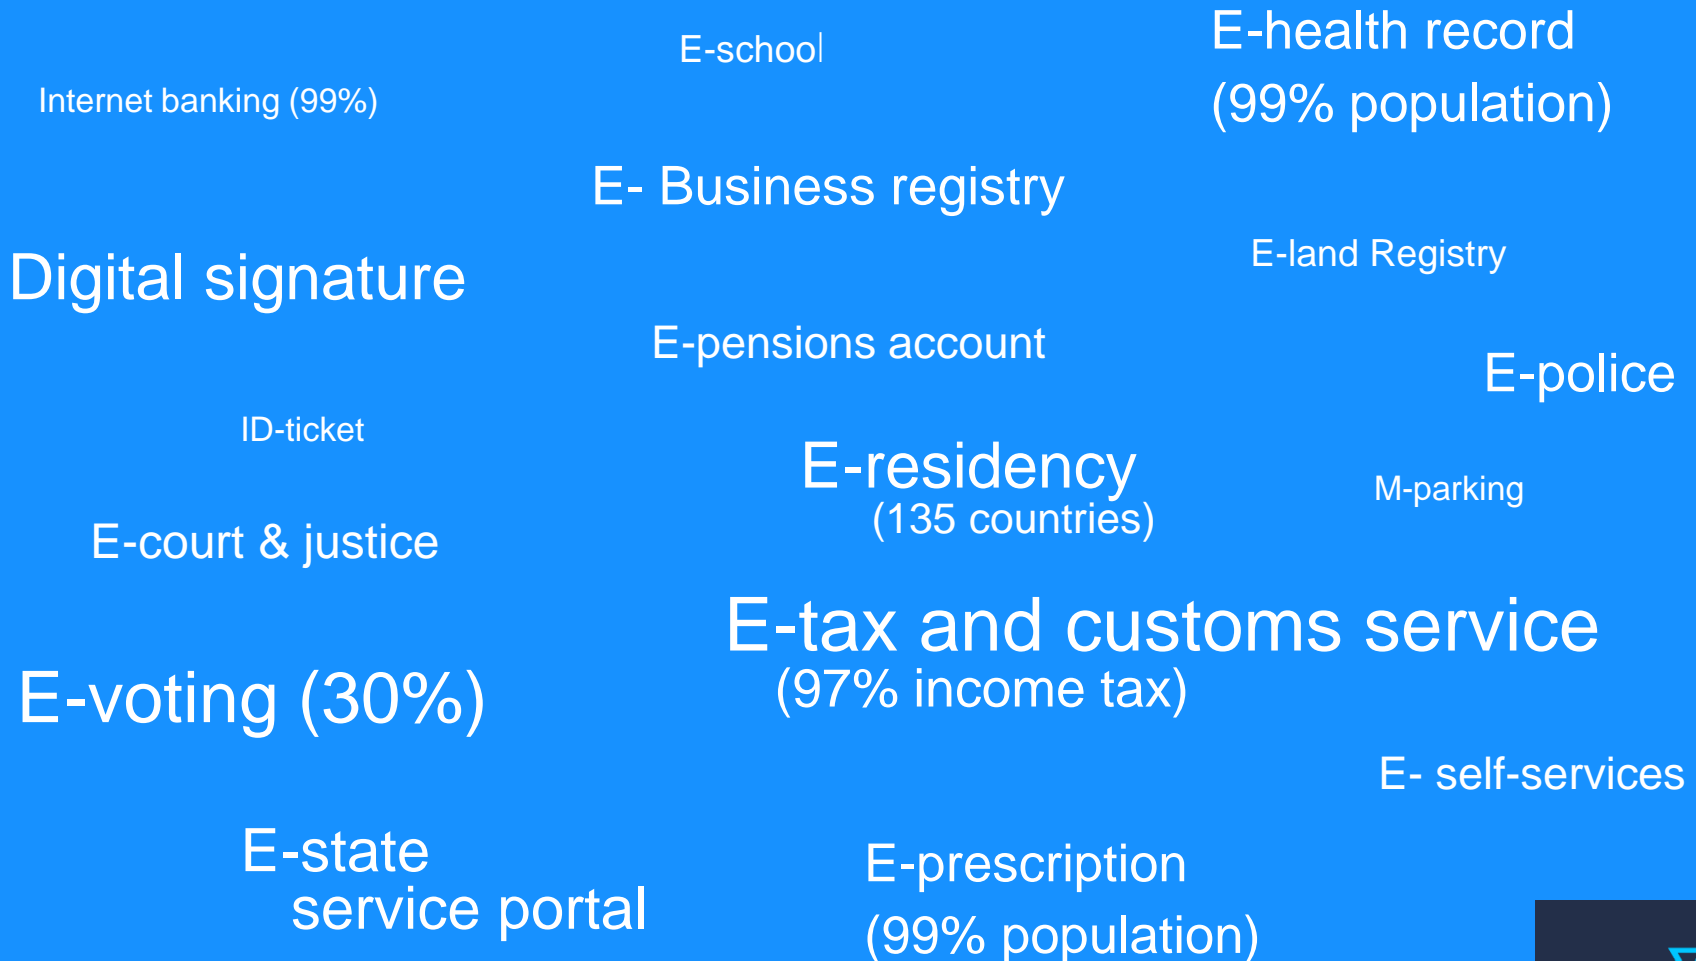 E-school
E-health record
(99% population)
Internet banking (99%)
E- Business registry
E-land Registry
Digital signature
E-pensions account
E-police
ID-ticket
E-residency
(135 countries)
M-parking
E-court & justice
E-tax and customs service
(97% income tax)
E-voting (30%)
E- self-services
E-state
service portal
E-prescription
(99% population)